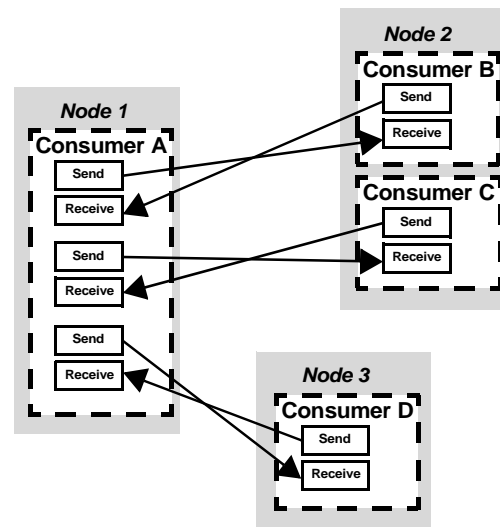 Node 1
Consumer A
Send
Receive
Send
Receive
Send
Receive
Node 2
Consumer B
Send
Receive
Consumer C
Send
Receive
Node 3
Consumer D
Send
Receive